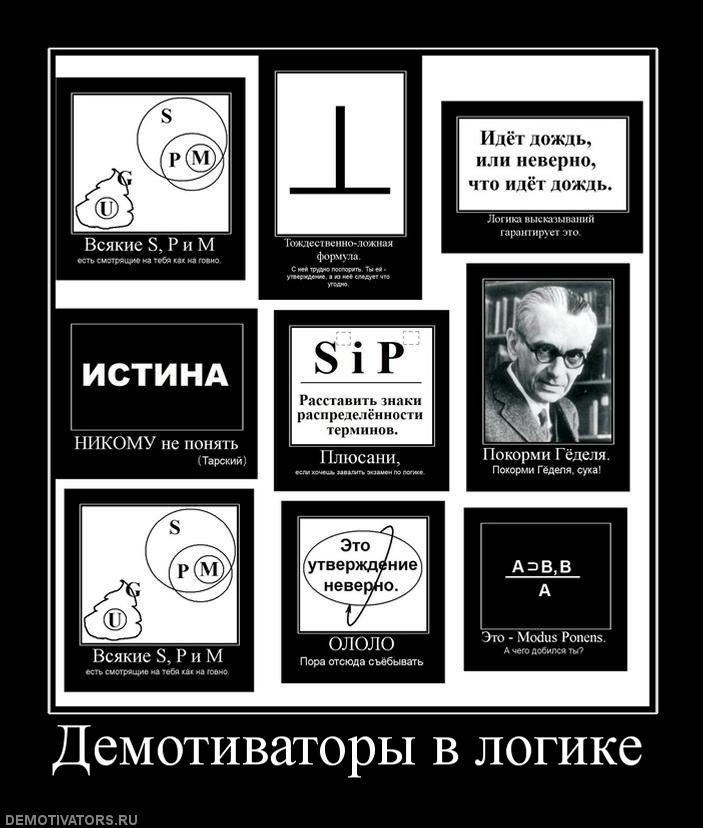 S
P M
G
U
Всякие S, P и M
есть смотрящие на тебя как на говно.
Тождественно-ложная
формула.
С ней трудно поспорить. Ты ей -
утверждение, а из неё следует что
угодно.
Идёт дождь,
или неверно,
что идёт дождь.
Логика высказываний
гарантирует это.
ИСТИНА
НИКОМУ не понять
(Тарский)
S i P
Расставить знаки
распределённости
терминов.
Плюсани,
если хочешь завалить экзамен по логике.
Покорми Гёделя.
Покорми Гёделя, сука!
S
P M
G
U
Всякие S, P и M
есть смотрящие на тебя как на говно.
Это
утверждение
неверно.
ОЛОЛО
Пора отсюда съёбывать
A⊃B,B
A
Это - Modus Ponens.
А чего добился ты?
Демотиваторы в логике
DEMOTIVATORS.RU